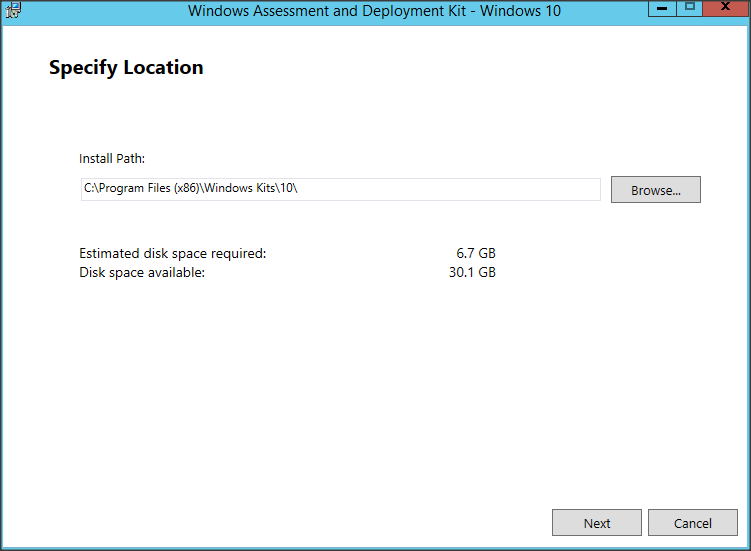 Windows Assessment and Deployment Kit - Windows 10
Specify Location
Install Path:
C:\Program Files (x86)\Windows Kits\10\
Browse...
Estimated disk space required: 6.7 GB
Disk space available: 30.1 GB
Next
Cancel